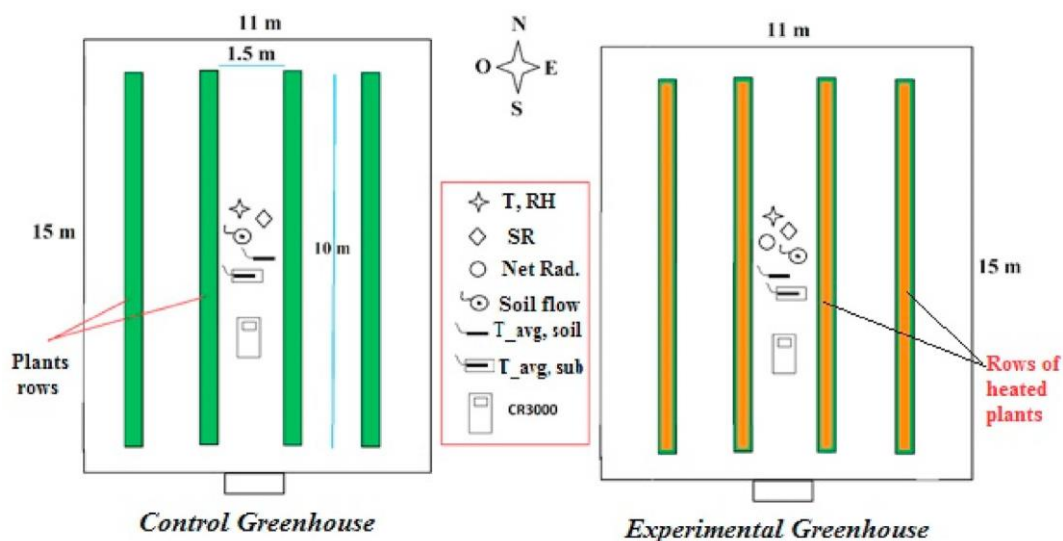 11 m
1.5 m
15 m
10 m
Plants
rows
Control Greenhouse
N
O
E
S
T, RH
SR
Net Rad.
Soil flow
T_avg, soil
T_avg, sub
CR3000
11 m
15 m
Rows of
heated
plants
Experimental Greenhouse